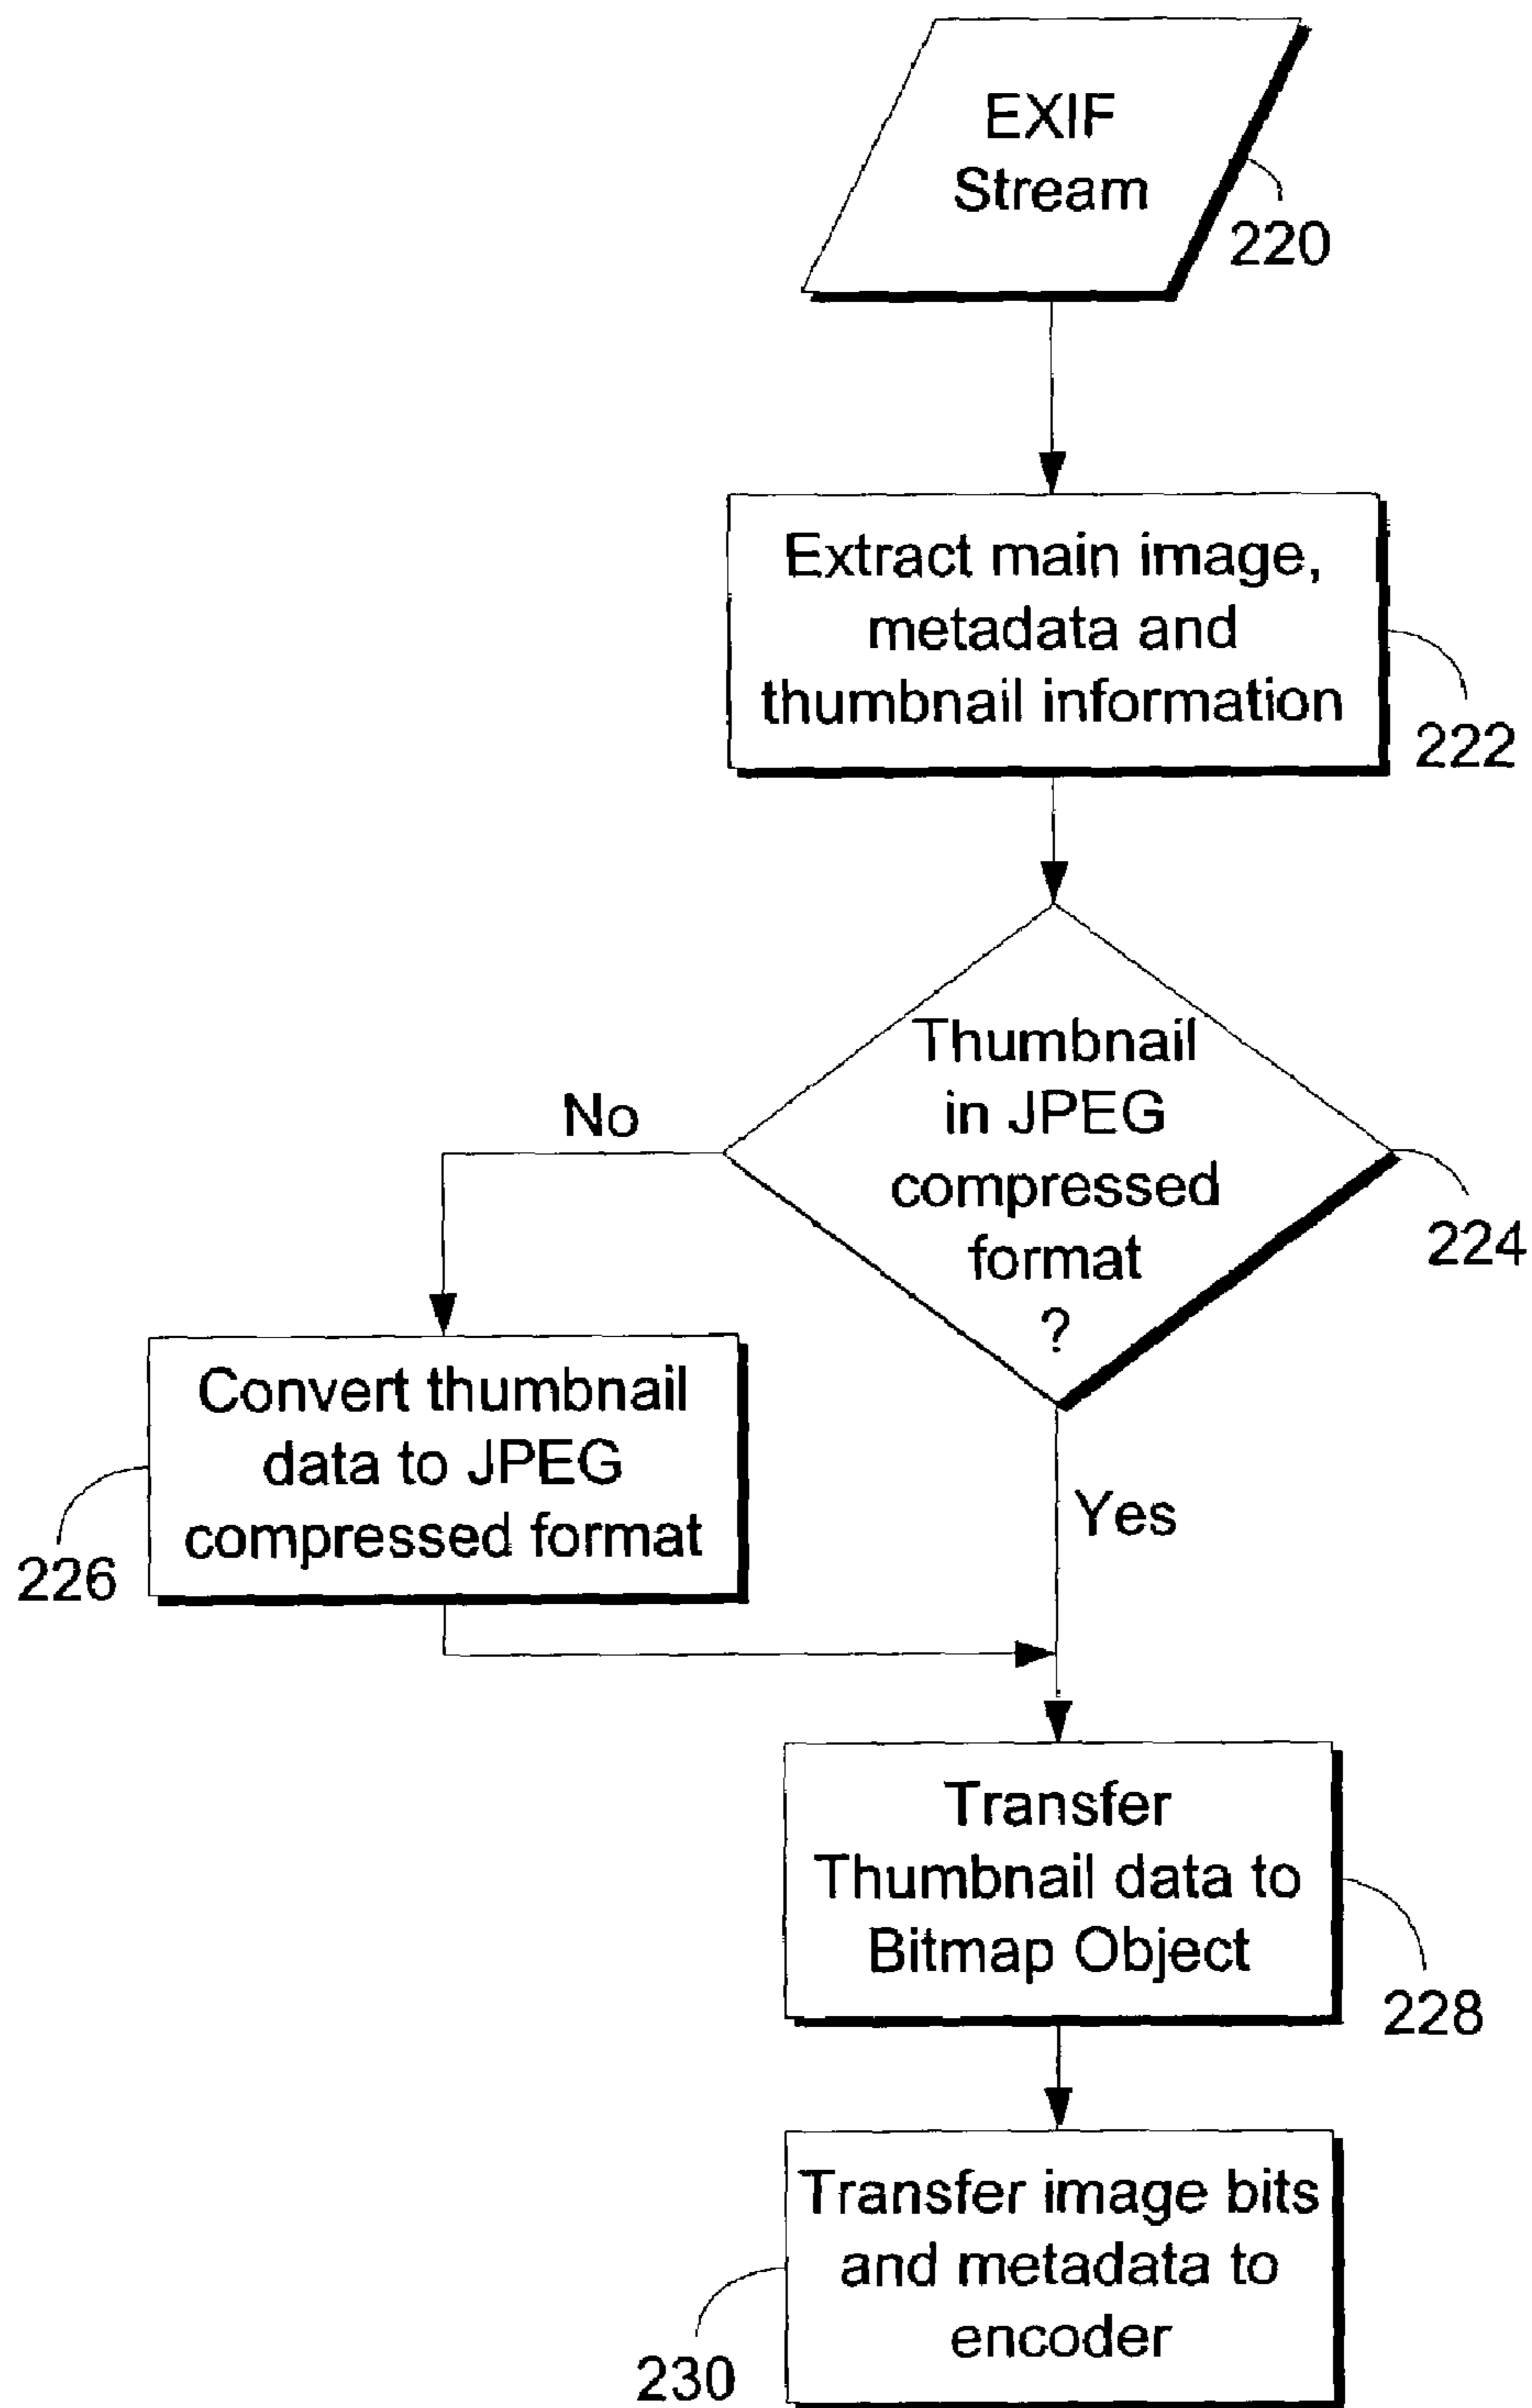 EXIF
Stream
220
Extract main image,
metadata and
thumbnail information
222
Thumbnail
in JPEG
compressed
format
?
224
No
Yes
Convert thumbnail
data to JPEG
compressed format
226
Transfer
Thumbnail data to
Bitmap Object
228
Transfer image bits
and metadata to
encoder
230